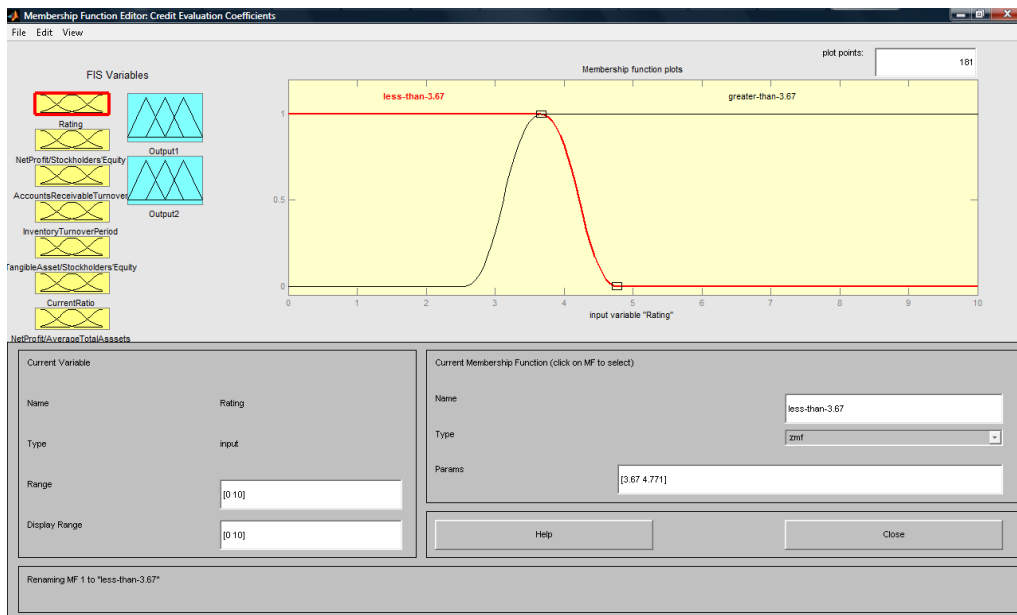 Membership Function Editor: Credit Evaluation Coefficients
File Edit View
FIS Variables
Rating
NetProfit/Stockholders'Equity
AccountsReceivableTurnover
InventoryTurnoverPeriod
TangibleAsset/Stockholders'Equity
CurrentRatio
NetProfit/AverageTotalAsssets
Output1
Output2
plot points:
181
Membership function plots
less-than-3.67
greater-than-3.67
1
0.5
0
0 1 2 3 4 5 6 7 8 9 10
input variable "Rating"
Current Variable
Name Rating
Type input
Range [0 10]
Display Range [0 10]
Current Membership Function (click on MF to select)
Name less-than-3.67
Type zmf
Params [3.67 4.771]
Help Close
Renaming MF 1 to "less-than-3.67"